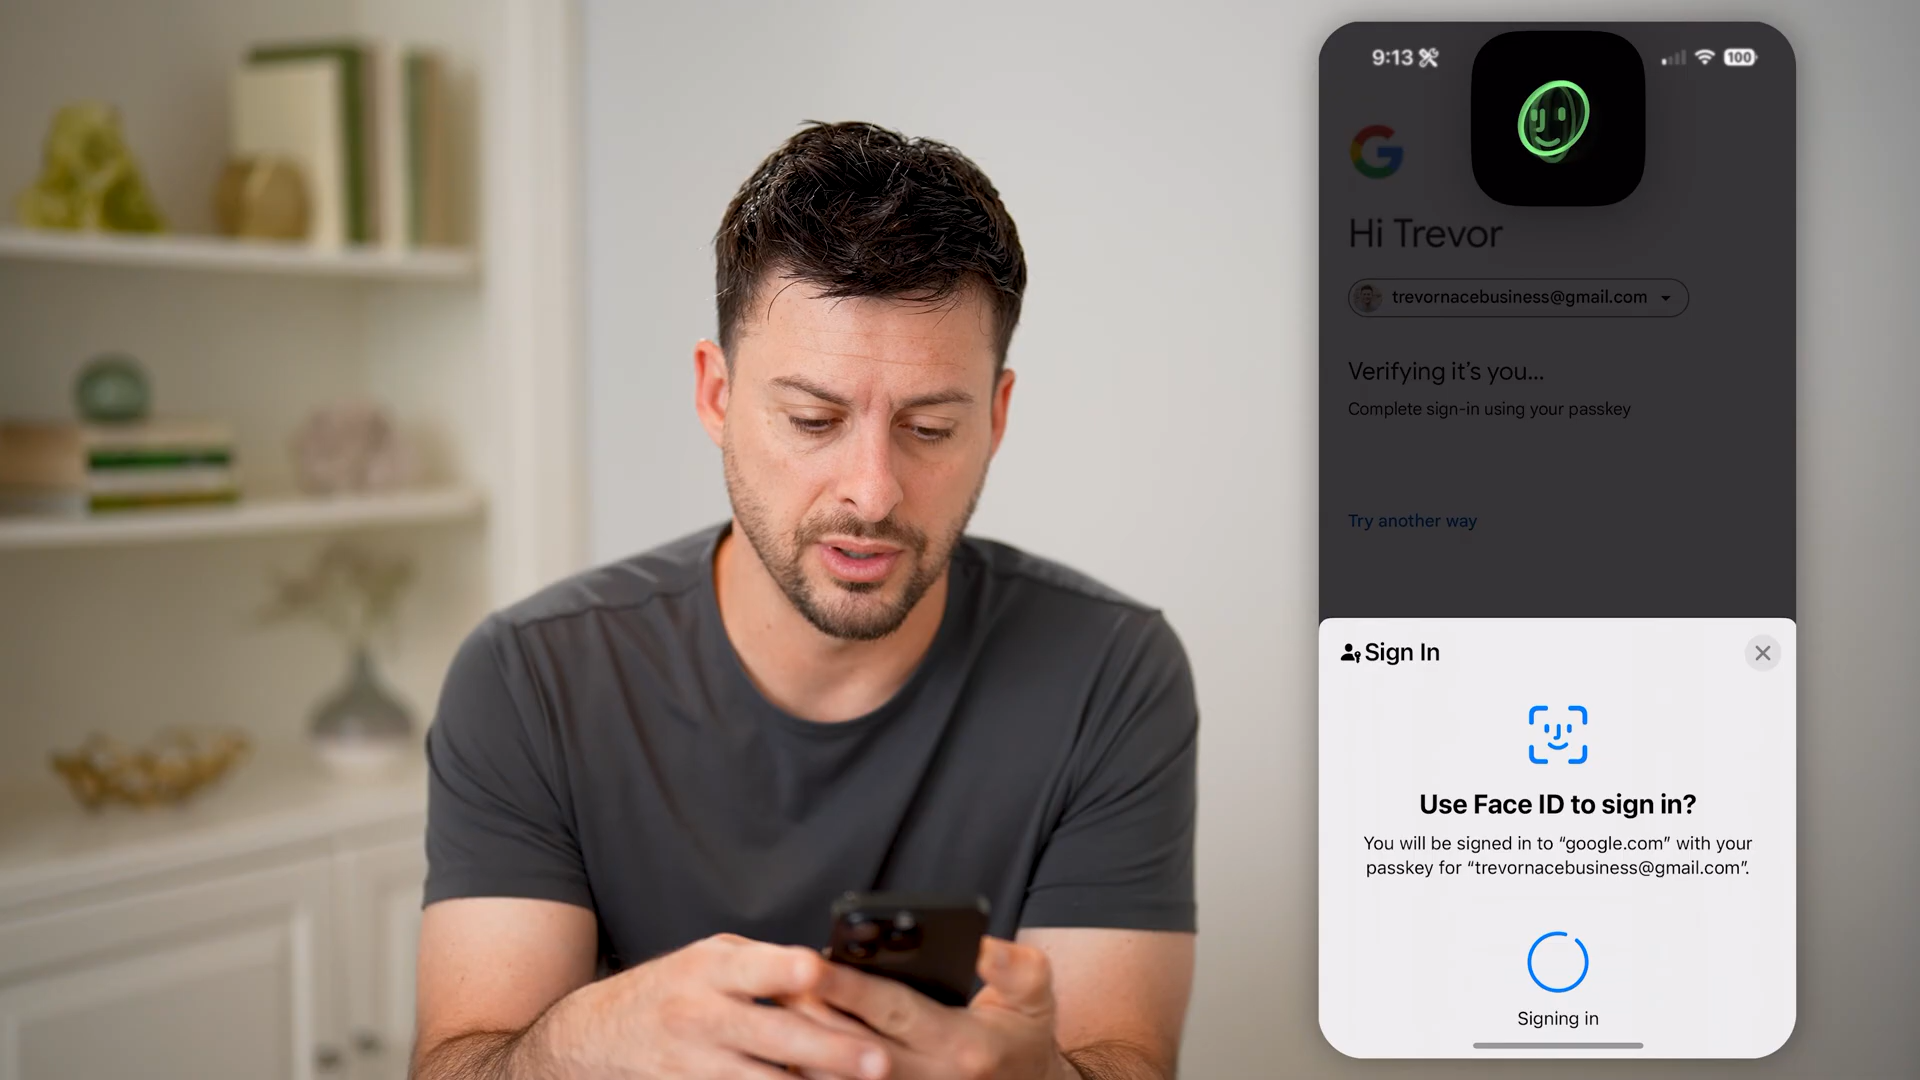 9:13
100
Hi Trevor
trevornacebusiness@gmail.com
Verifying it's you...
Complete sign-in using your passkey
Try another way
Sign In
Use Face ID to sign in?
You will be signed in to “google.com” with your
passkey for “trevornacebusiness@gmail.com”.
Signing in